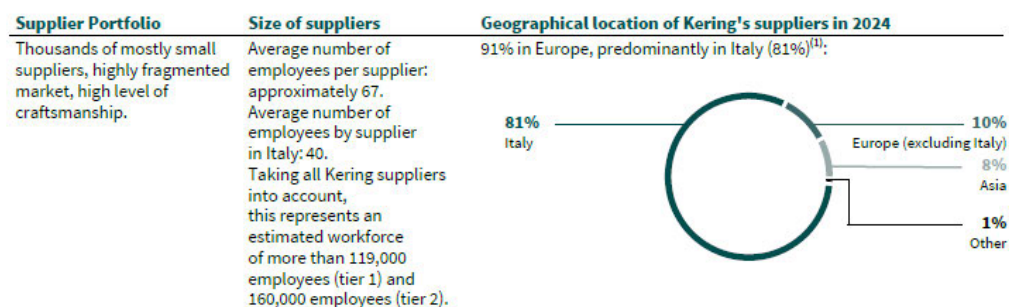 Supplier Portfolio
Thousands of mostly small
suppliers, highly fragmented
market, high level of
craftsmanship.
Size of suppliers
Average number of
employees per supplier:
approximately 67.
Average number of
employees by supplier
in Italy: 40.
Taking all Kering suppliers
into account,
this represents an
estimated workforce
of more than 119,000
employees (tier 1) and
160,000 employees (tier 2).
Geographical location of Kering's suppliers in 2024
91% in Europe, predominantly in Italy (81%)(1):
81%
Italy
10%
Europe (excluding Italy)
8%
Asia
1%
Other